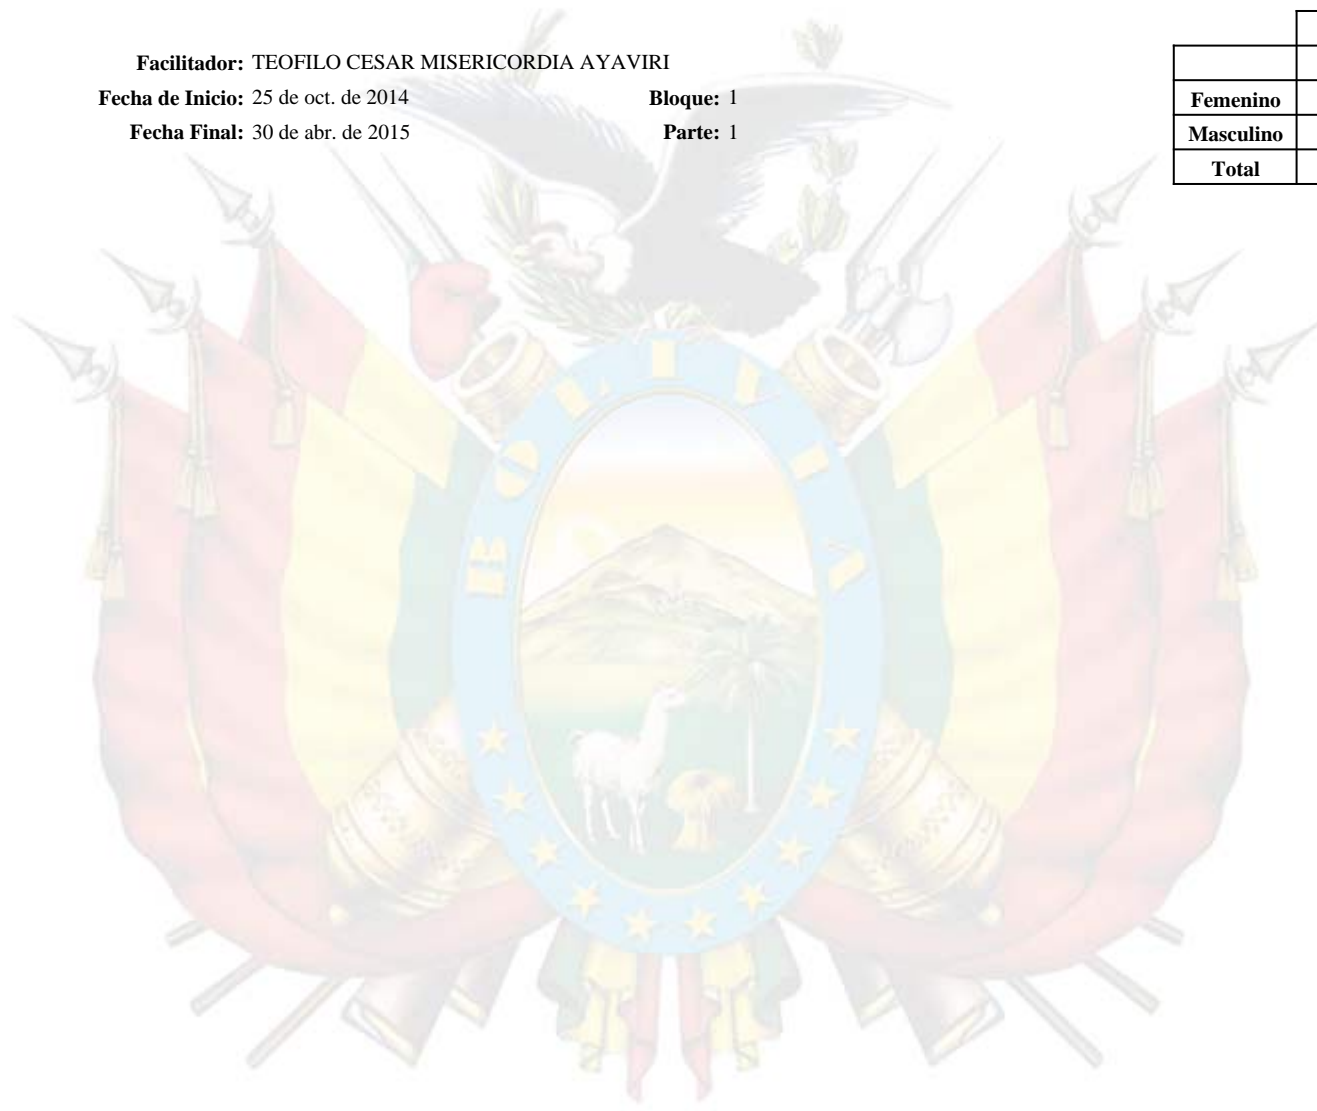 Facilitador: TEOFILO CESAR MISERICORDIA AYAVIRI
Fecha de Inicio: 25 de oct. de 2014 Bloque: 1
Fecha Final: 30 de abr. de 2015 Parte: 1
Femenino
Masculino
Total
BOLIVIA